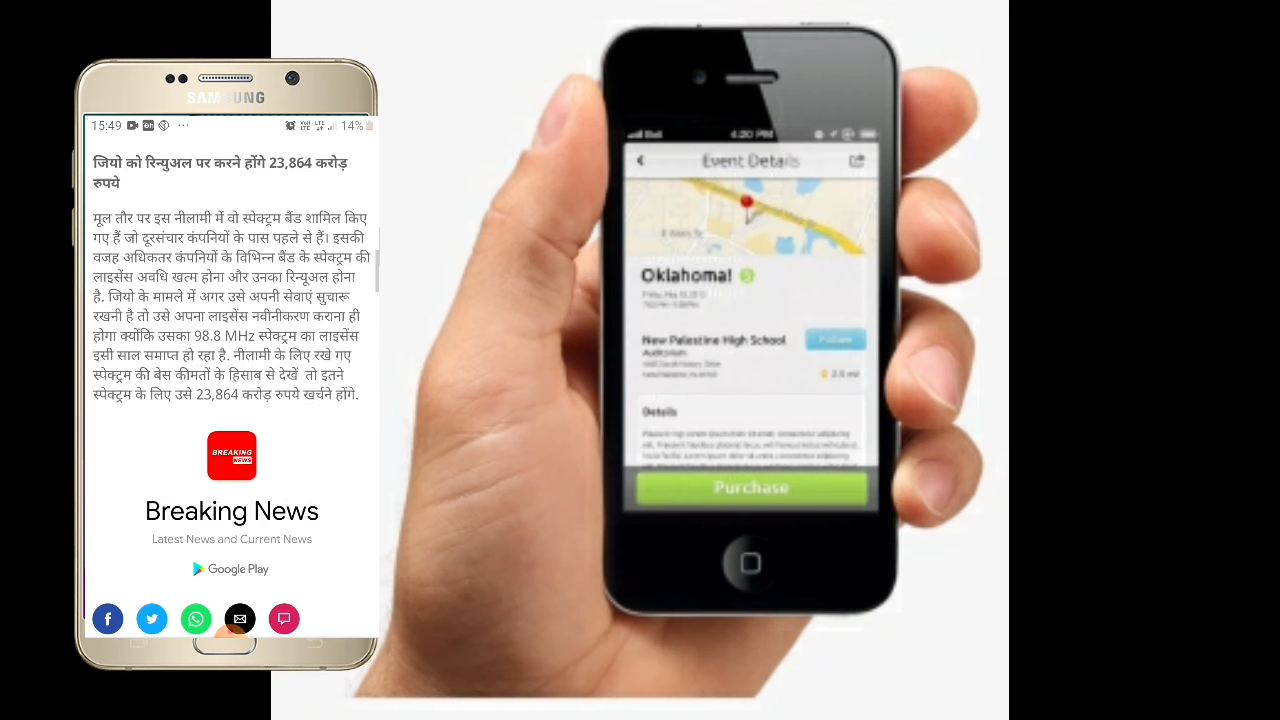 SAMSUNG
15:49
14%
जियो को रिन्युअल पर करने होंगे 23,864 करोड़
रुपये
मूल तौर पर इस नीलामी में वो स्पेक्ट्रम बैंड शामिल किए
गए हैं जो दूरसंचार कंपनियों के पास पहले से हैं। इसकी
वजह अधिकतर कंपनियों के विभिन्न बैंड के स्पेक्ट्रम की
लाइसेंस अवधि खत्म होना और उनका रिन्युअल होना
है. जियो के मामले में अगर उसे अपनी सेवाएं सुचारू
रखनी है तो उसे अपना लाइसेंस नवीनीकरण कराना ही
होगा क्योंकि उसका 98.8 MHz स्पेक्ट्रम का लाइसेंस
इसी साल समाप्त हो रहा है. नीलामी के लिए रखे गए
स्पेक्ट्रम की बेस कीमतों के हिसाब से देखें तो इतने
स्पेक्ट्रम के लिए उसे 23,864 करोड़ रुपये खर्चने होंगे.
BREAKING
NEWS
Breaking News
Latest News and Current News
Google Play
4:20 PM
Event Details
Oklahoma!
New Palestine High School
Auditorium
Follow
2.5 mi
Details
Purchase